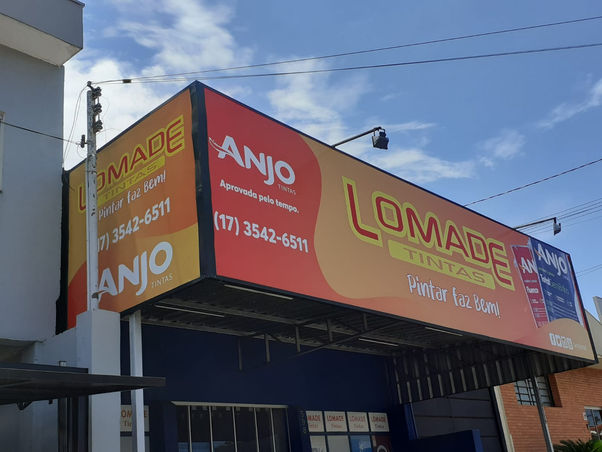 LOMADE
TINTAS
Pintar faz Bem!
(17) 3542-6511
ANJO
TINTAS
ANJO
TINTAS
Aprovada pelo tempo.
(17) 3542-6511
LOMADE
TINTAS
Pintar faz Bem!
ANJO
LOMADE